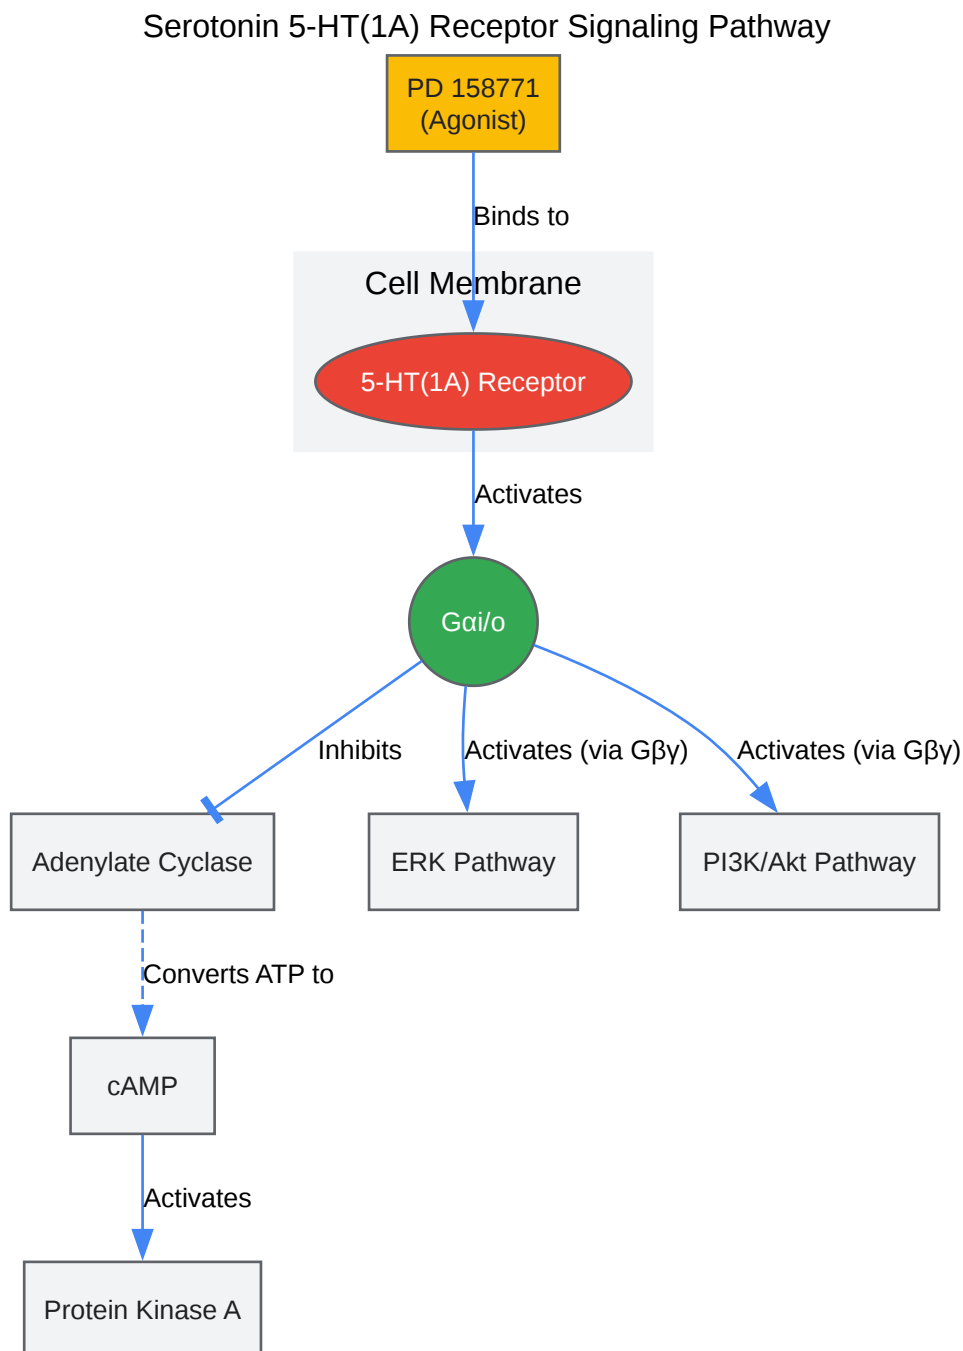 Serotonin 5-HT(1A) Receptor Signaling Pathway
PD 158771
(Agonist)
Binds to
Cell Membrane
5-HT(1A) Receptor
Activates
Gαi/o
Inhibits
Activates (via Gβγ)
Activates (via Gβγ)
Adenylate Cyclase
ERK Pathway
PI3K/Akt Pathway
Converts ATP to
cAMP
Activates
Protein Kinase A